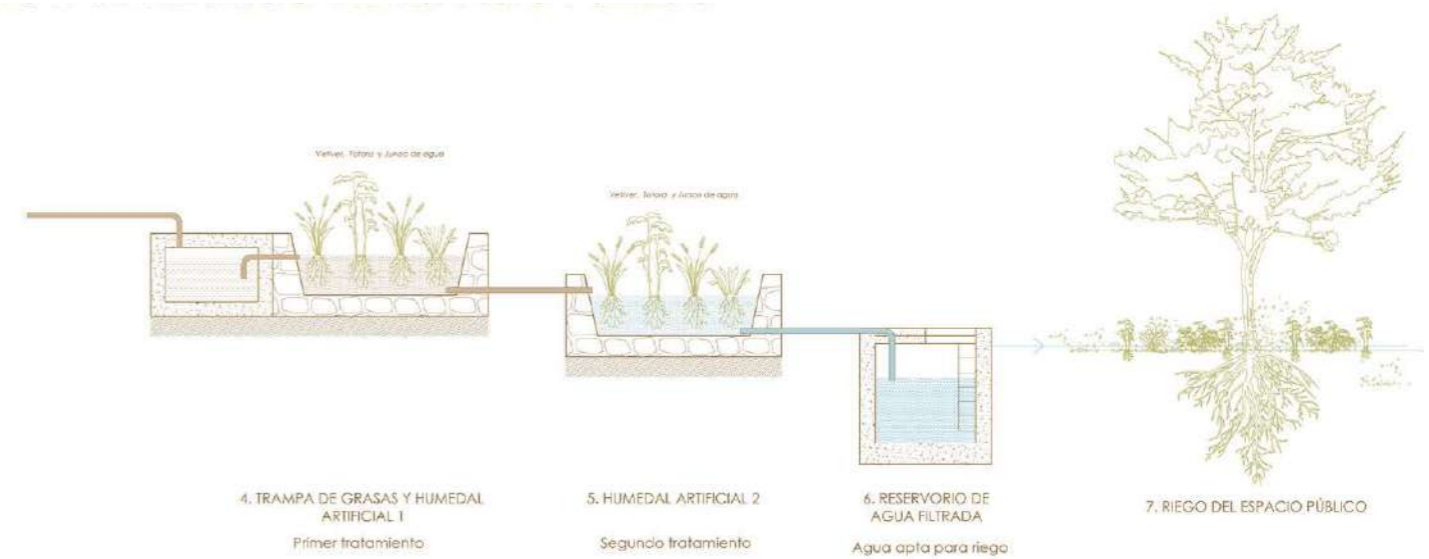 Vetiver, Totora y Junco de agua
Vetiver, Totora y Junco de agua
4. TRAMPA DE GRASAS Y HUMEDAL
ARTIFICIAL 1
Primer tratamiento
5. HUMEDAL ARTIFICIAL 2
Segundo tratamiento
6. RESERVORIO DE
AGUA FILTRADA
Agua apta para riego
7. RIEGO DEL ESPACIO PÚBLICO